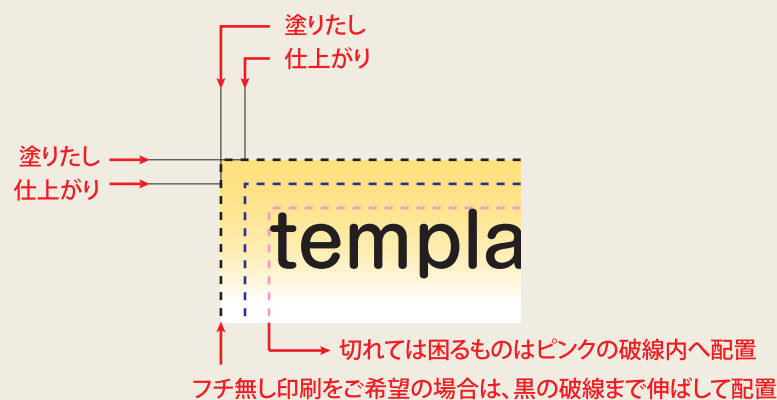 塗りたし
仕上がり
塗りたし
仕上がり
templa
切れては困るものはピンクの破線内へ配置
フチ無し印刷をご希望の場合は、黒の破線まで伸ばして配置